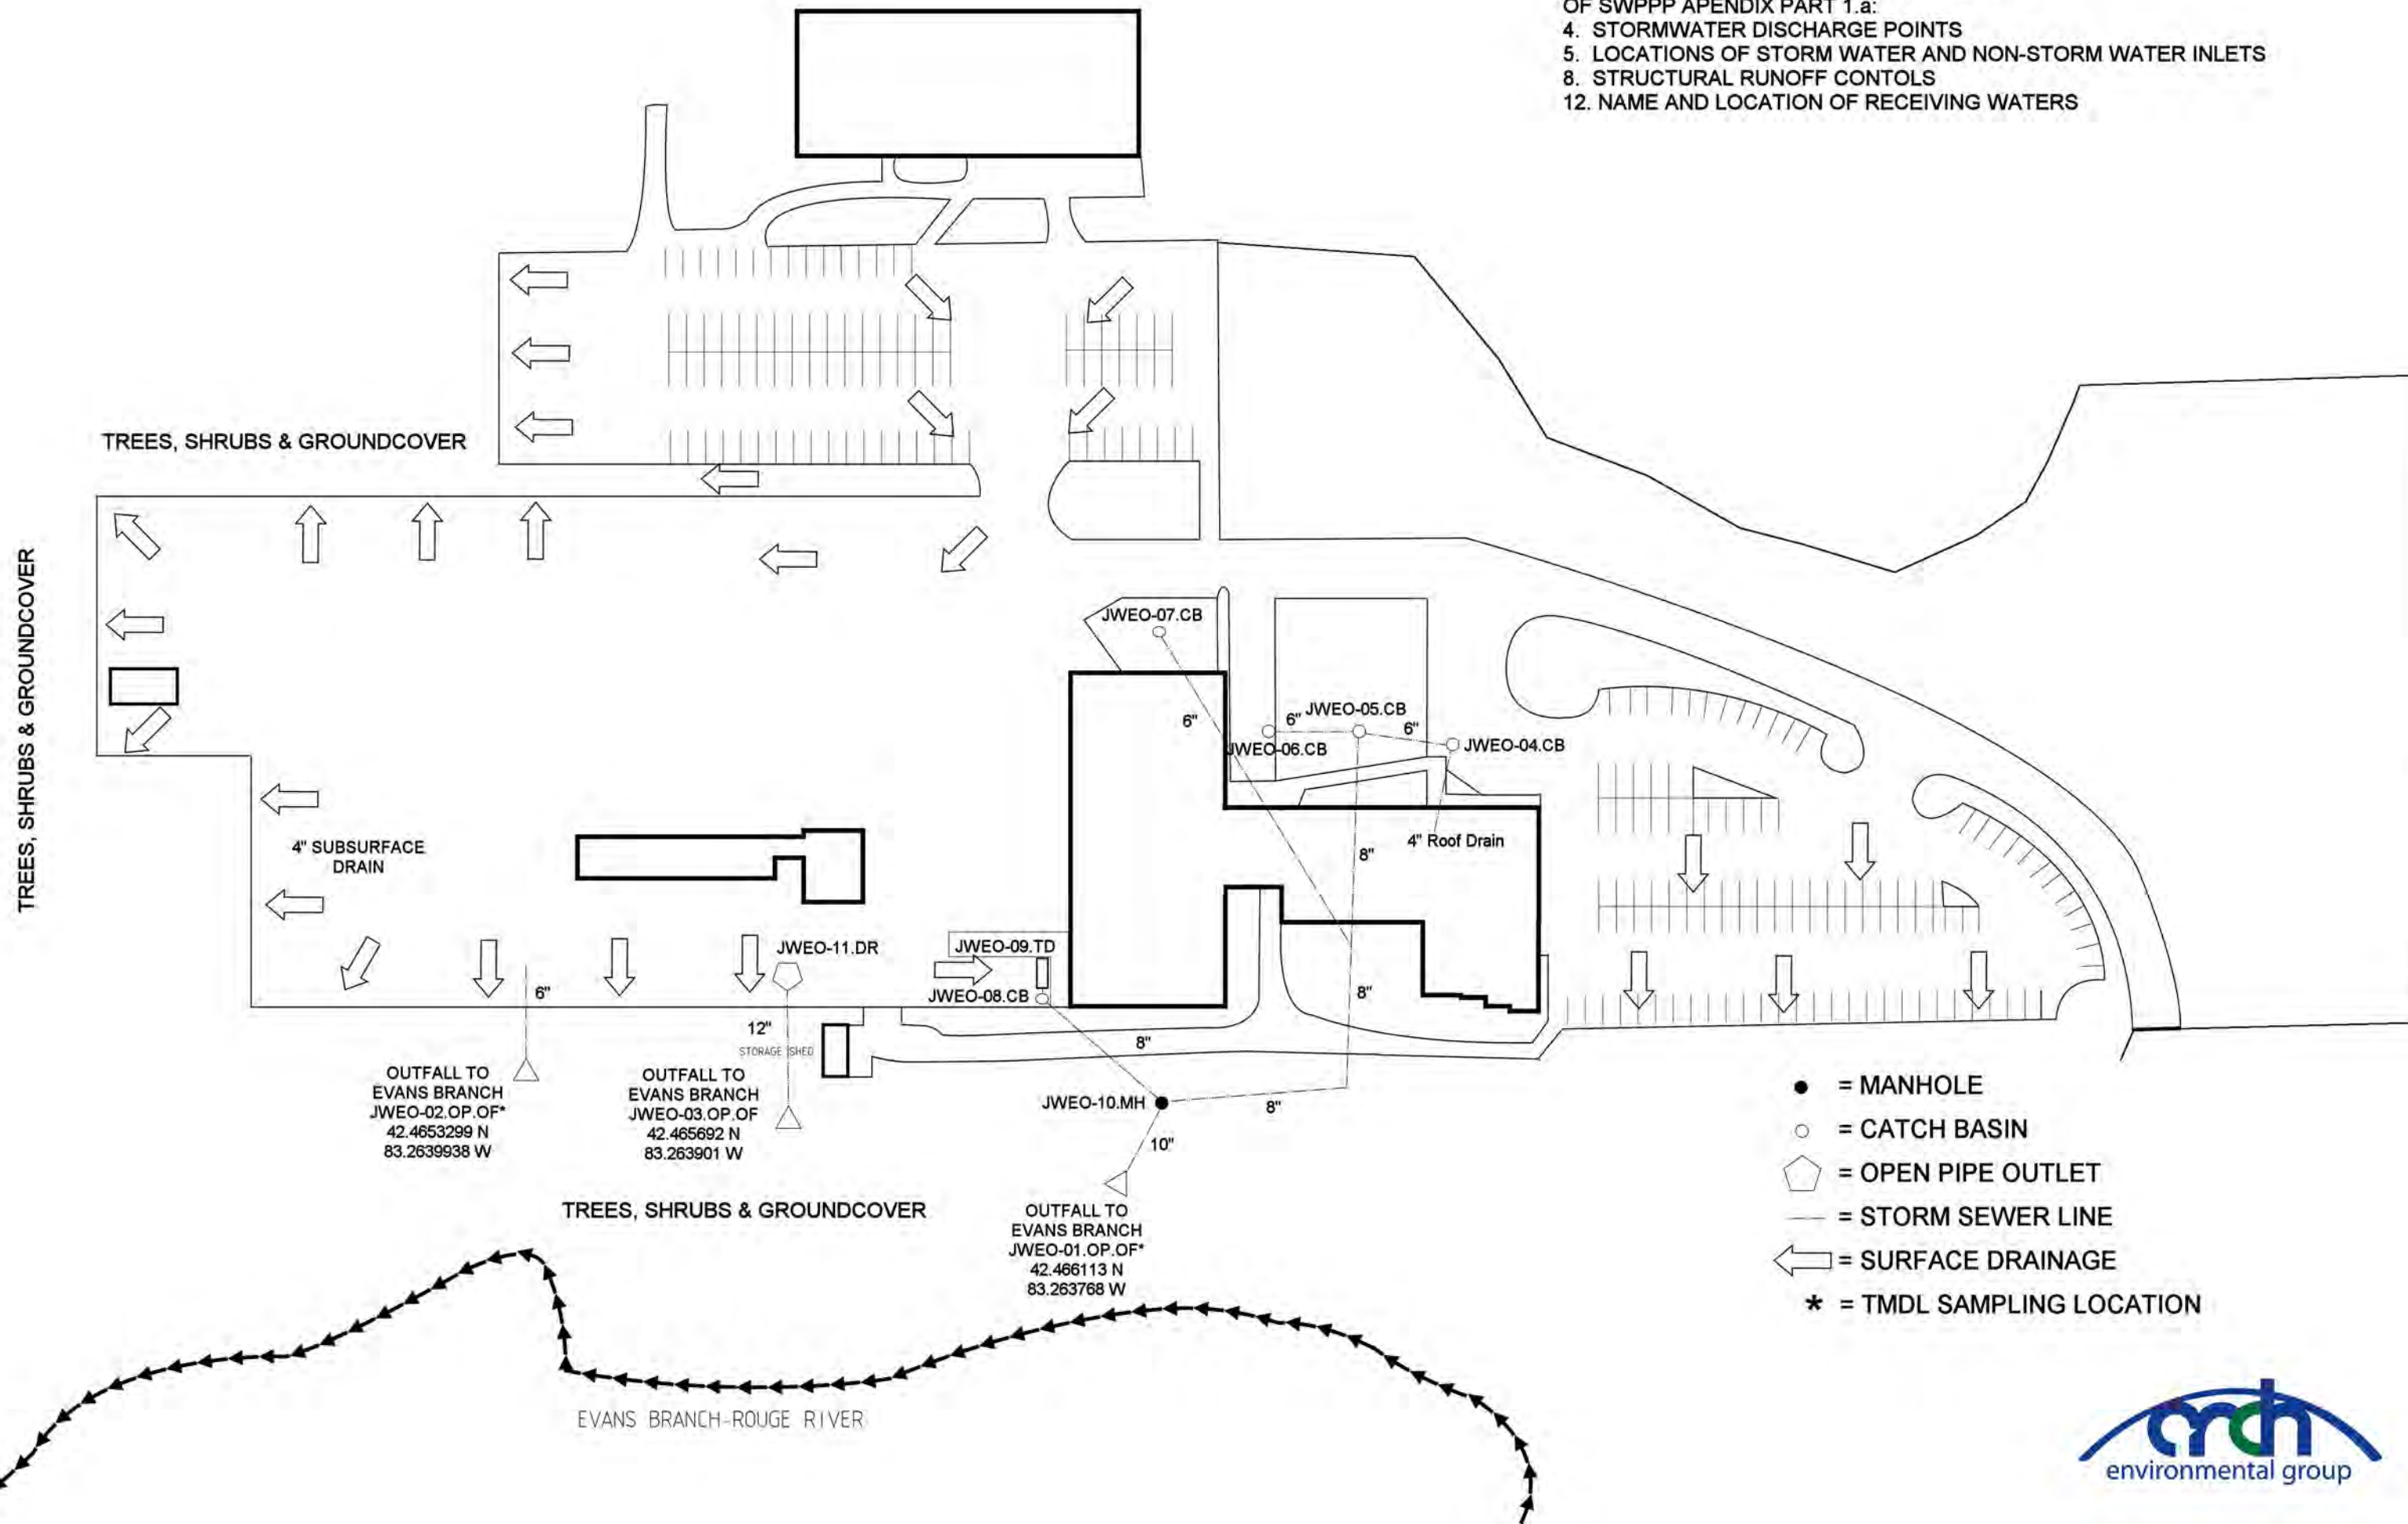 OF SWPPP APENDIX PART 1.a:
4. STORMWATER DISCHARGE POINTS
5. LOCATIONS OF STORM WATER AND NON-STORM WATER INLETS
8. STRUCTURAL RUNOFF CONTOLS
12. NAME AND LOCATION OF RECEIVING WATERS
TREES, SHRUBS & GROUNDCOVER
TREES, SHRUBS & GROUNDCOVER
JWEO-07.CB
6"
6"
JWEO-05.CB
6"
JWEO-06.CB
JWEO-04.CB
4" SUBSURFACE
DRAIN
4" Roof Drain
8"
JWEO-11.DR
JWEO-09.TD
6"
JWEO-08.CB
8"
12"
STORAGE SHED
8"
OUTFALL TO
EVANS BRANCH
JWEO-02.OP.OF*
42.4653299 N
83.2639938 W
OUTFALL TO
EVANS BRANCH
JWEO-03.OP.OF
42.465692 N
83.263901 W
JWEO-10.MH
8"
10"
TREES, SHRUBS & GROUNDCOVER
OUTFALL TO
EVANS BRANCH
JWEO-01.OP.OF*
42.466113 N
83.263768 W
= MANHOLE
= CATCH BASIN
= OPEN PIPE OUTLET
= STORM SEWER LINE
= SURFACE DRAINAGE
* = TMDL SAMPLING LOCATION
EVANS BRANCH-ROUGE RIVER
arch
environmental group